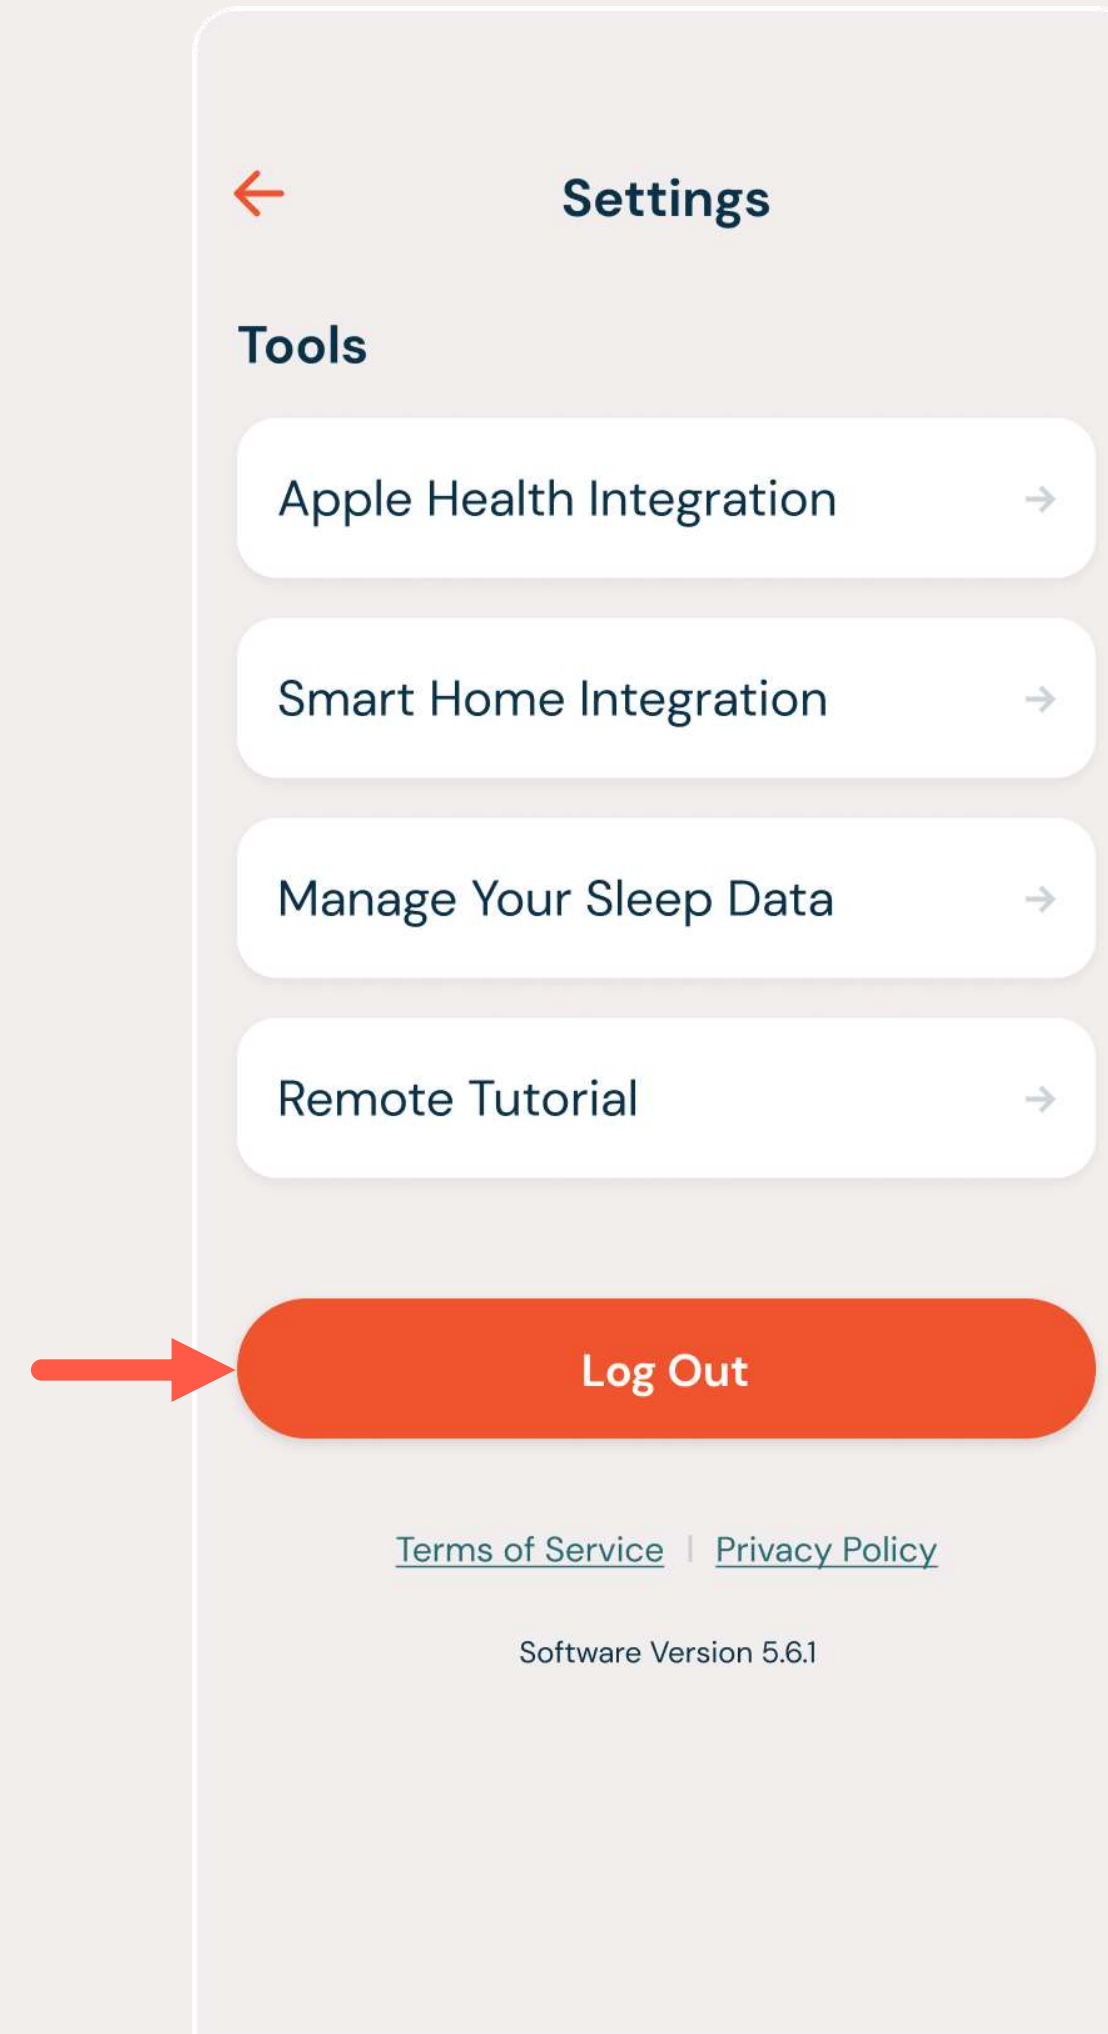 Settings
Tools
Apple Health Integration
Smart Home Integration
Manage Your Sleep Data
Remote Tutorial
Log Out
Terms of Service | Privacy Policy
Software Version 5.6.1